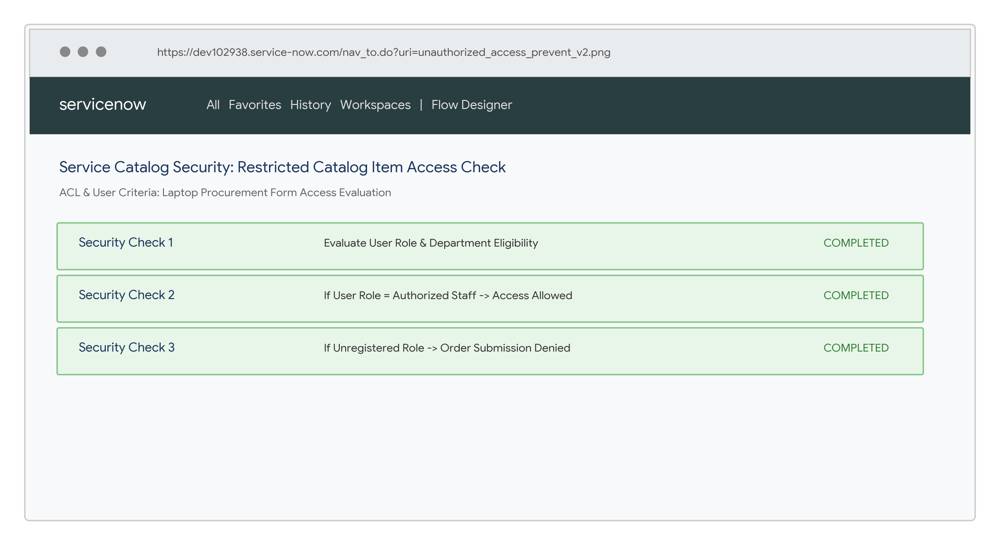 https://dev102938.service-now.com/nav_to.do?uri=unauthorized_access_prevent_v2.png
servicenow All Favorites History Workspaces | Flow Designer
Service Catalog Security: Restricted Catalog Item Access Check
ACL & User Criteria: Laptop Procurement Form Access Evaluation
Security Check 1 Evaluate User Role & Department Eligibility COMPLETED
Security Check 2 If User Role = Authorized Staff -> Access Allowed COMPLETED
Security Check 3 If Unregistered Role -> Order Submission Denied COMPLETED